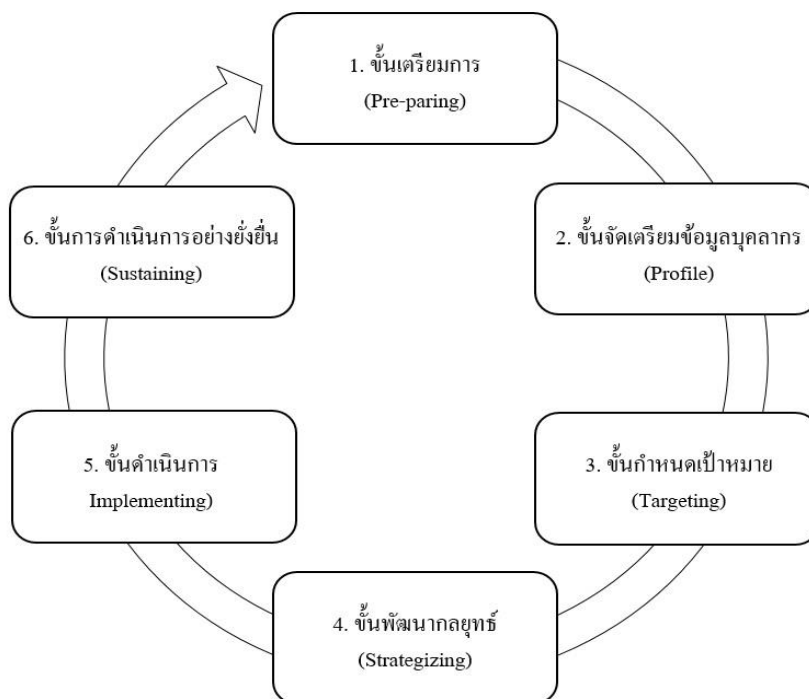 1. ขั้นเตรียมการ
(Pre-paring)
2. ขั้นจัดเตรียมข้อมูลบุคลากร
(Profile)
3. ขั้นกำหนดเป้าหมาย
(Targeting)
4. ขั้นพัฒนากลยุทธ์
(Strategizing)
5. ขั้นดำเนินการ
Implementing)
6. ขั้นการดำเนินการอย่างยั่งยื่น
(Sustaining)